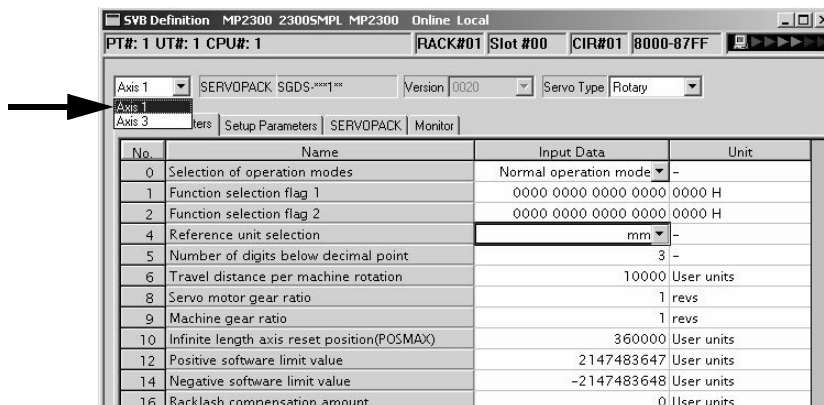 SVB Definition MP2300 2300SMPL MP2300 Online Local
PT#: 1 UT#: 1 CPU#: 1 RACK#01 Slot #00 CIR#01 8000-87FF
Axis 1 SERVOPACK SGDS-***1** Version 0020 Servo Type Rotary
Axis 1
Axis 3 ters Setup Parameters SERVOPACK Monitor
No. Name Input Data Unit
0 Selection of operation modes Normal operation mode -
1 Function selection flag 1 0000 0000 0000 0000 0000 H
2 Function selection flag 2 0000 0000 0000 0000 0000 H
4 Reference unit selection mm -
5 Number of digits below decimal point 3 -
6 Travel distance per machine rotation 10000 User units
8 Servo motor gear ratio 1 revs
9 Machine gear ratio 1 revs
10 Infinite length axis reset position(POSMAX) 360000 User units
12 Positive software limit value 2147483647 User units
14 Negative software limit value -2147483648 User units
16 Backlash compensation amount 0 User units